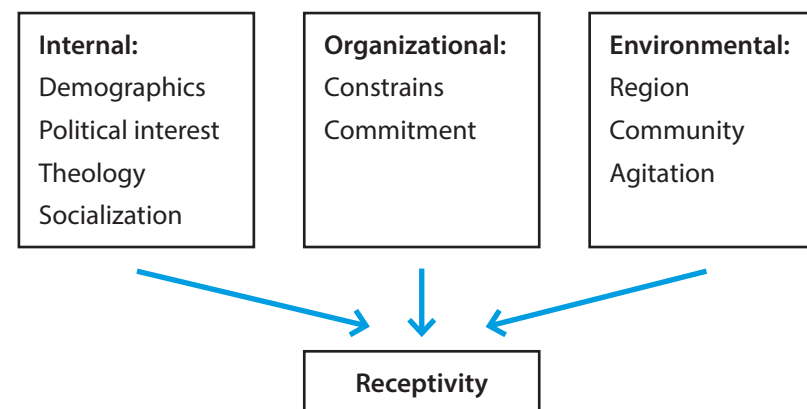 Internal:
Demographics
Political interest
Theology
Socialization
Organizational:
Constrains
Commitment
Environmental:
Region
Community
Agitation
Receptivity